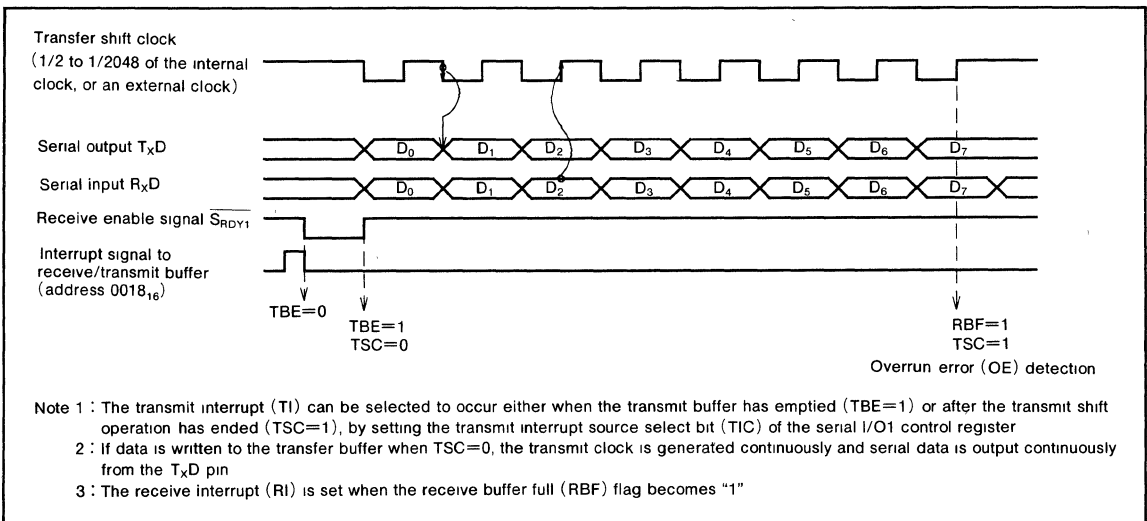 Transfer shift clock
(1/2 to 1/2048 of the internal
clock, or an external clock)
Serial output TxD
D0 D1 D2 D3 D4 D5 D6 D7
Serial input RxD
D0 D1 D2 D3 D4 D5 D6 D7
Receive enable signal SRDY1
Interrupt signal to
receive/transmit buffer
(address 0018₁₆)
TBE=0
TBE=1
TSC=0
RBF=1
TSC=1
Overrun error (OE) detection
Note 1 : The transmit interrupt (TI) can be selected to occur either when the transmit buffer has emptied (TBE=1) or after the transmit shift
operation has ended (TSC=1), by setting the transmit interrupt source select bit (TIC) of the serial I/O1 control register
2 : If data is written to the transfer buffer when TSC=0, the transmit clock is generated continuously and serial data is output continuously
from the TxD pin
3 : The receive interrupt (RI) is set when the receive buffer full (RBF) flag becomes "1"